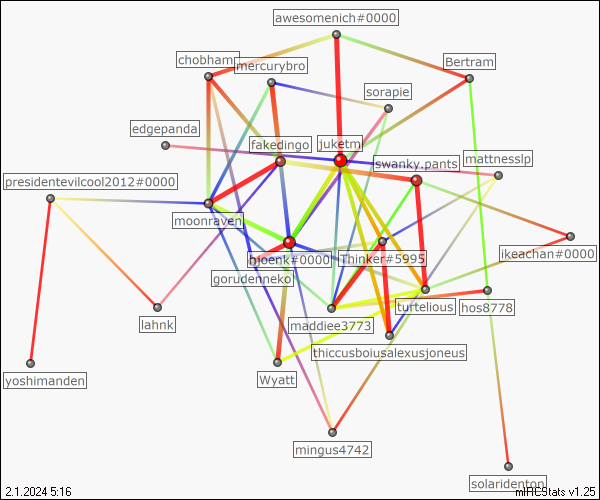 awesomenich#0000
chobham
mercurybro
Bertram
sorapie
edgepanda
fakedingo
juketm
swanky.pants
mattnesslp
presidentevilcool2012#0000
moonraven
hjoenk#0000
Thinker#5995
ikeachan#0000
gorudenneko
turtelious
hos8778
lahnk
maddiee3773
thiccusboiusalexusjoneus
yoshimanden
Wyatt
mingus4742
solaridenton
2.1.2024 5:16
mIRCStats v1.25